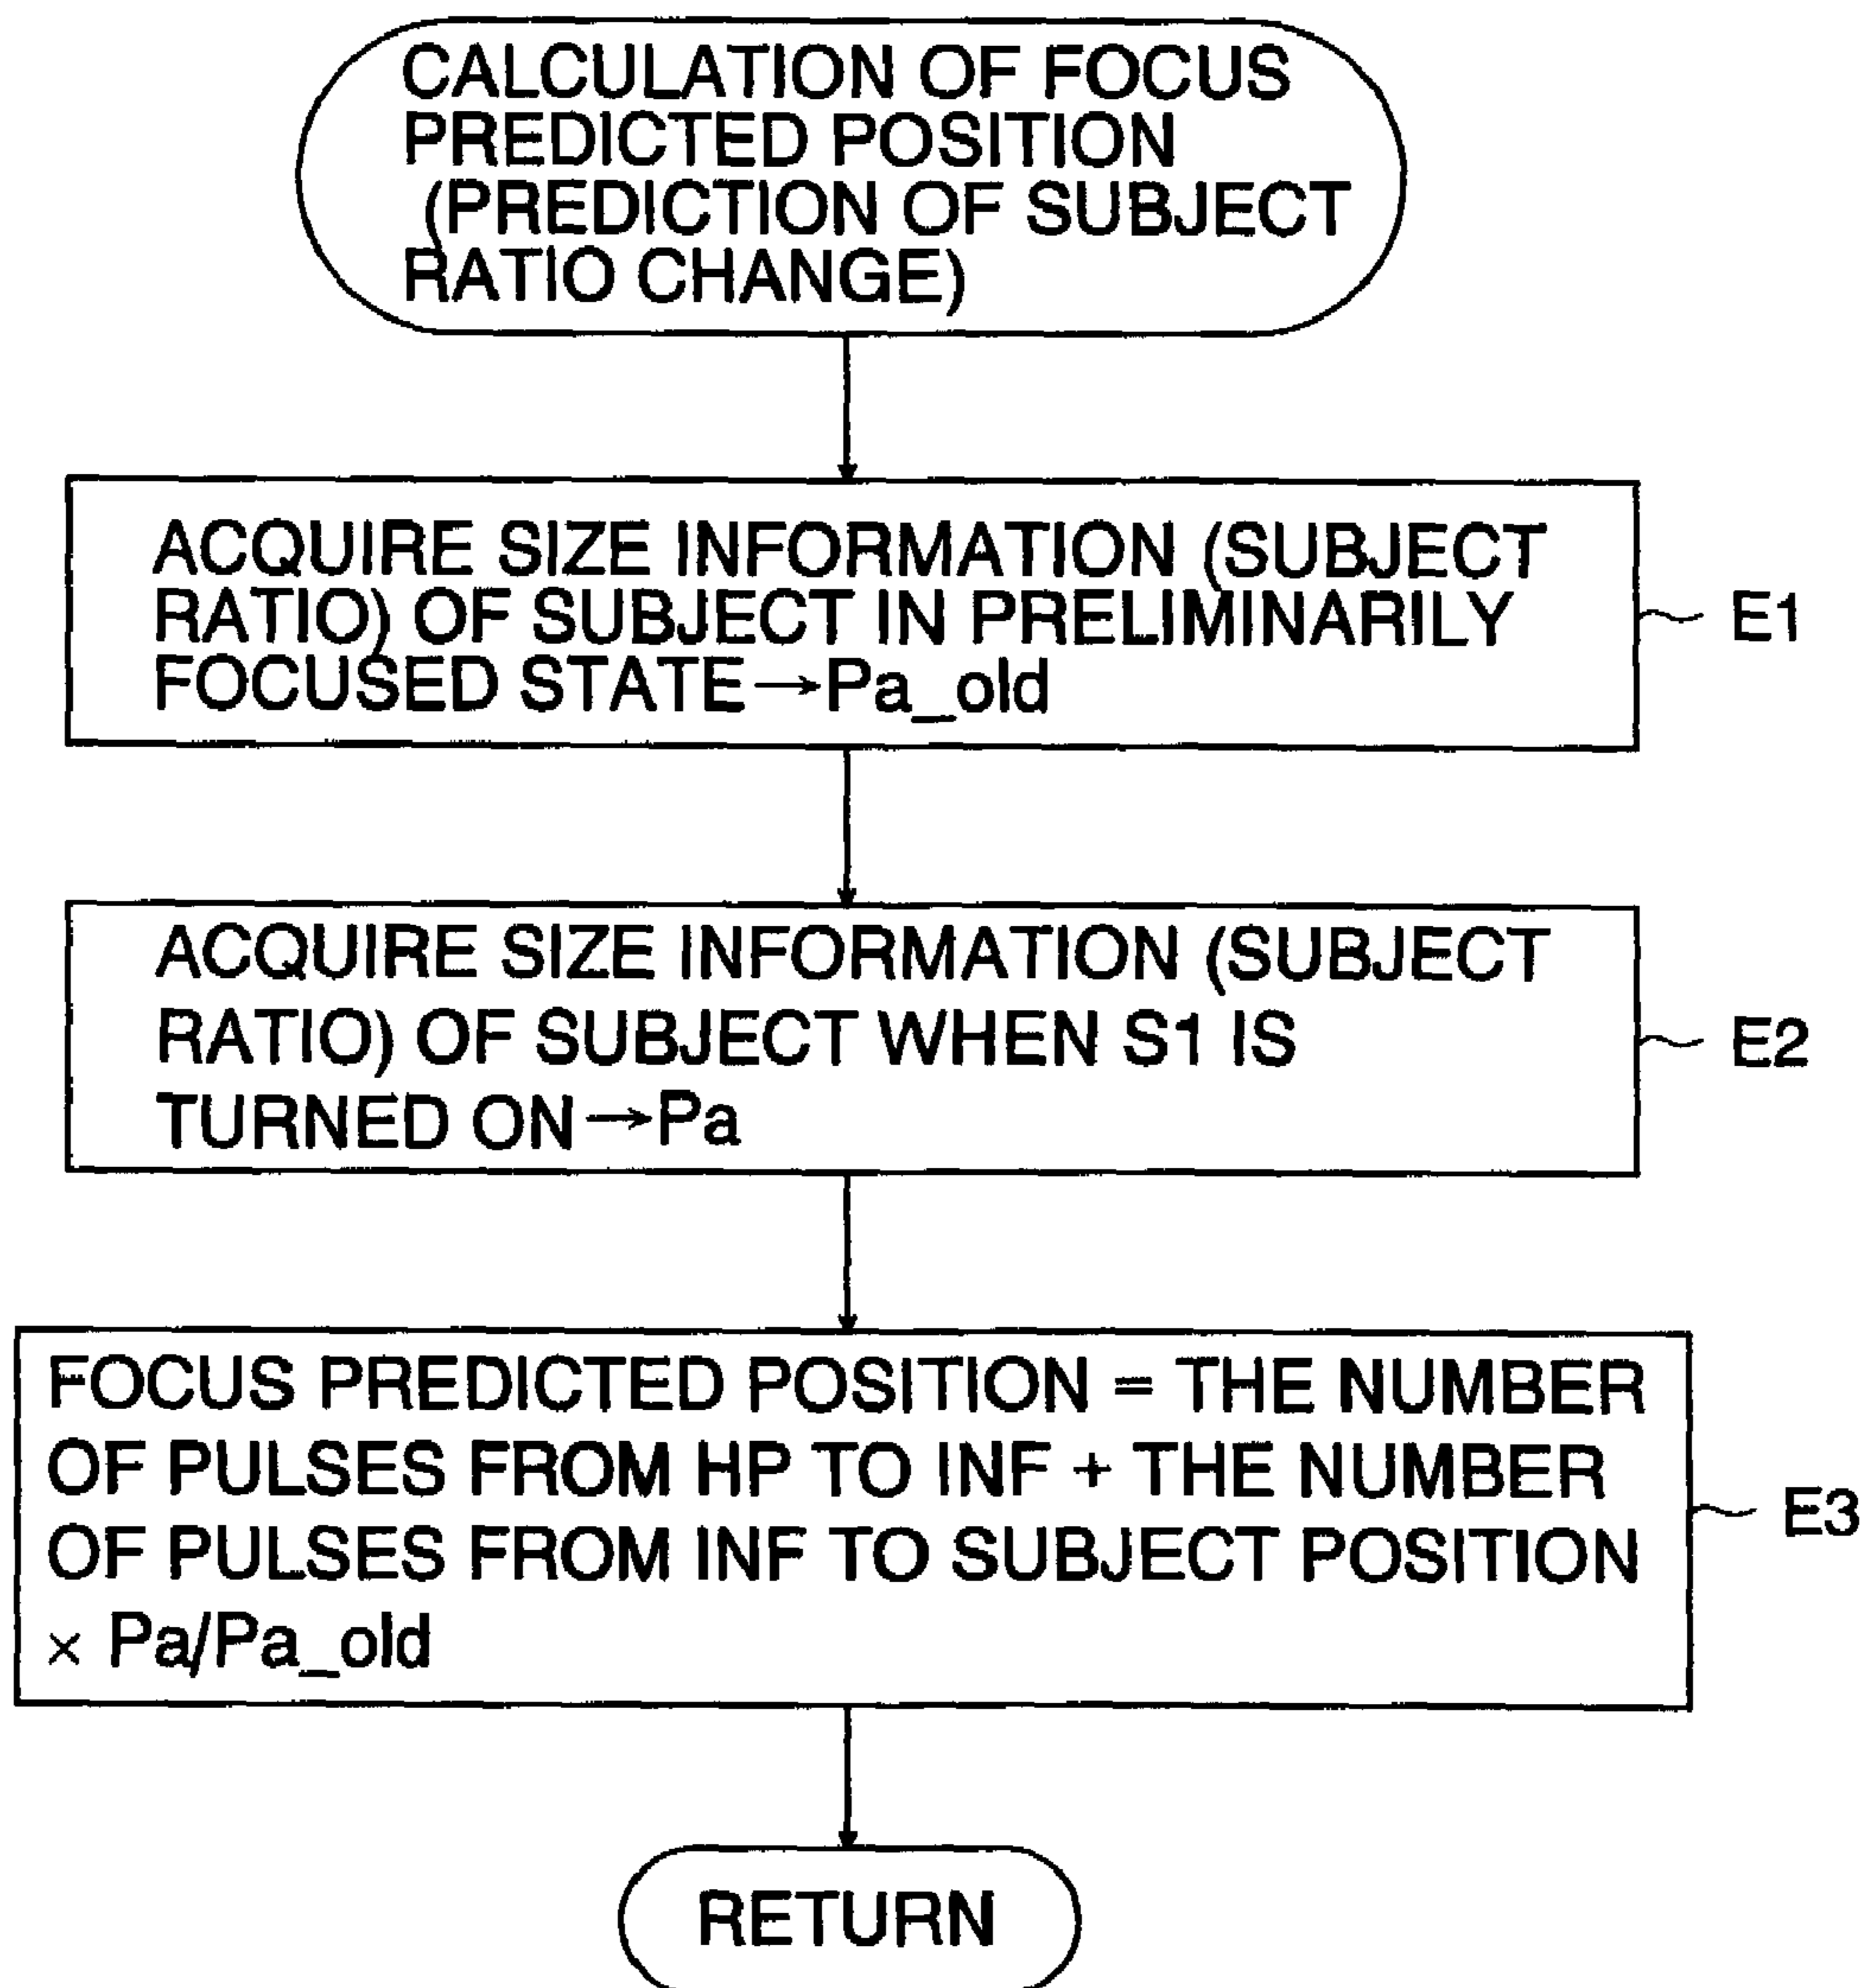 CALCULATION OF FOCUS
PREDICTED POSITION
(PREDICTION OF SUBJECT
RATIO CHANGE)
ACQUIRE SIZE INFORMATION (SUBJECT
RATIO) OF SUBJECT IN PRELIMINARILY
FOCUSED STATE→Pa_old
E1
ACQUIRE SIZE INFORMATION (SUBJECT
RATIO) OF SUBJECT WHEN S1 IS
TURNED ON→Pa
E2
FOCUS PREDICTED POSITION = THE NUMBER
OF PULSES FROM HP TO INF + THE NUMBER
OF PULSES FROM INF TO SUBJECT POSITION
× Pa/Pa_old
E3
RETURN